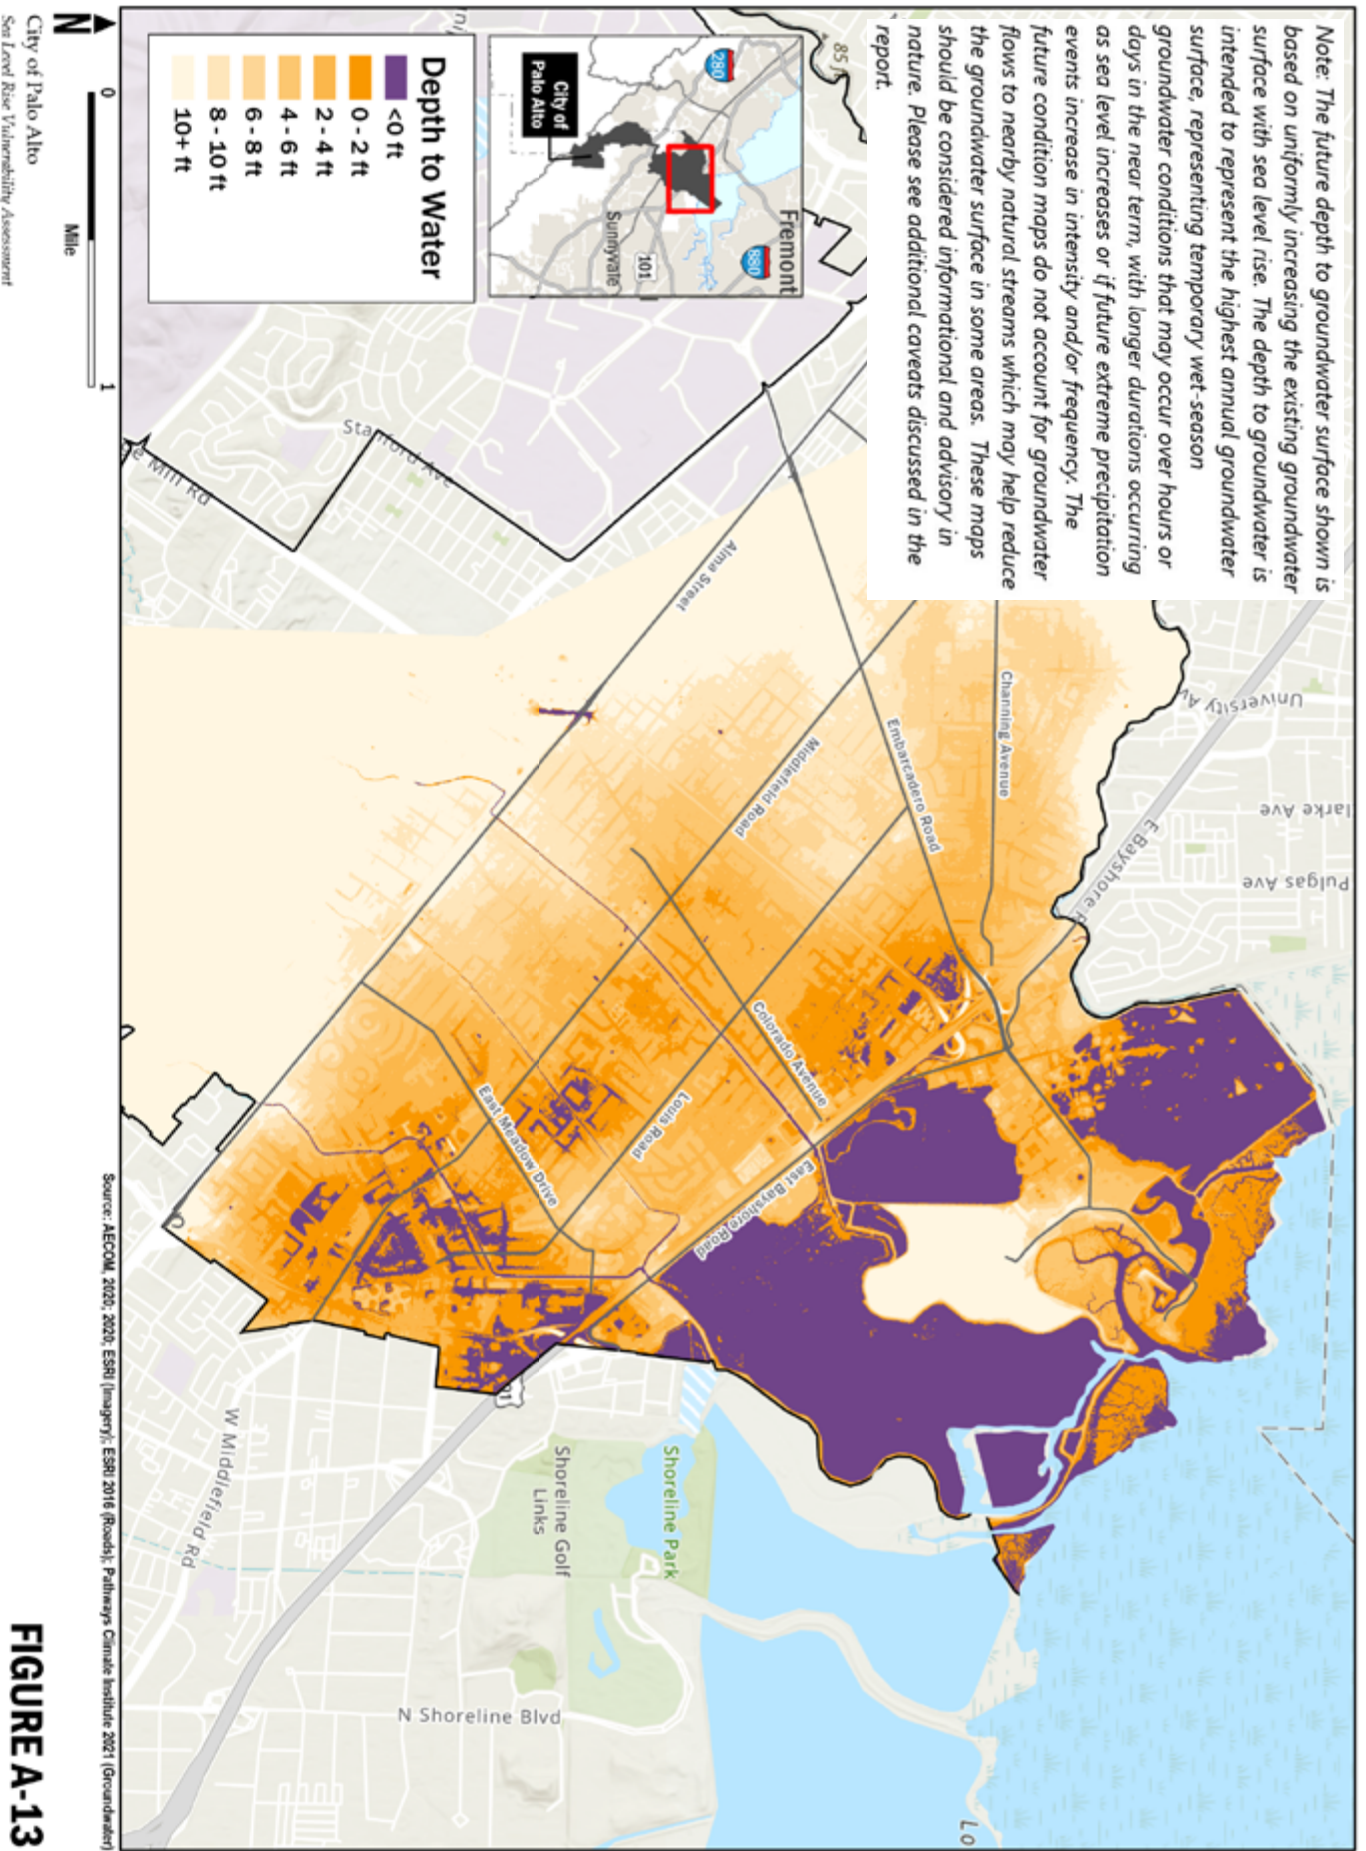 Note: The future depth to groundwater surface shown is
based on uniformly increasing the existing groundwater
surface with sea level rise. The depth to groundwater is
intended to represent the highest annual groundwater
surface, representing temporary wet-season
groundwater conditions that may occur over hours or
days in the near term, with longer durations occurring
as sea level increases or if future extreme precipitation
events increase in intensity and/or frequency. The
future condition maps do not account for groundwater
flows to nearby natural streams which may help reduce
the groundwater surface in some areas. These maps
should be considered informational and advisory in
nature. Please see additional caveats discussed in the
report.
University Av
larke Ave
Pulgas Ave
E Bayshore R
Channing Avenue
Embarcadero Road
Middlefield Road
Alma Street
Colorado Avenue
Louis Road
East Meadow Drive
East Bayshore Road
Stanford Ave
e Mill Rd
Shoreline Park
Shoreline Golf
Links
W Middlefield Rd
N Shoreline Blvd
Lo
85 f
280
Fremont
880
101
Sunnyvale
City of
Palo Alto
Depth to Water
<0 ft
0 - 2 ft
2 - 4 ft
4 - 6 ft
6 - 8 ft
8 - 10 ft
10+ ft
N
0
1
Mile
Source: AECOM, 2020; 2020; ESRI (Imagery); ESRI 2016 (Roads); Pathways Climate Institute 2021 (Groundwater)
City of Palo Alto
Sea Level Rise Vulnerability Assessment
FIGURE A-13